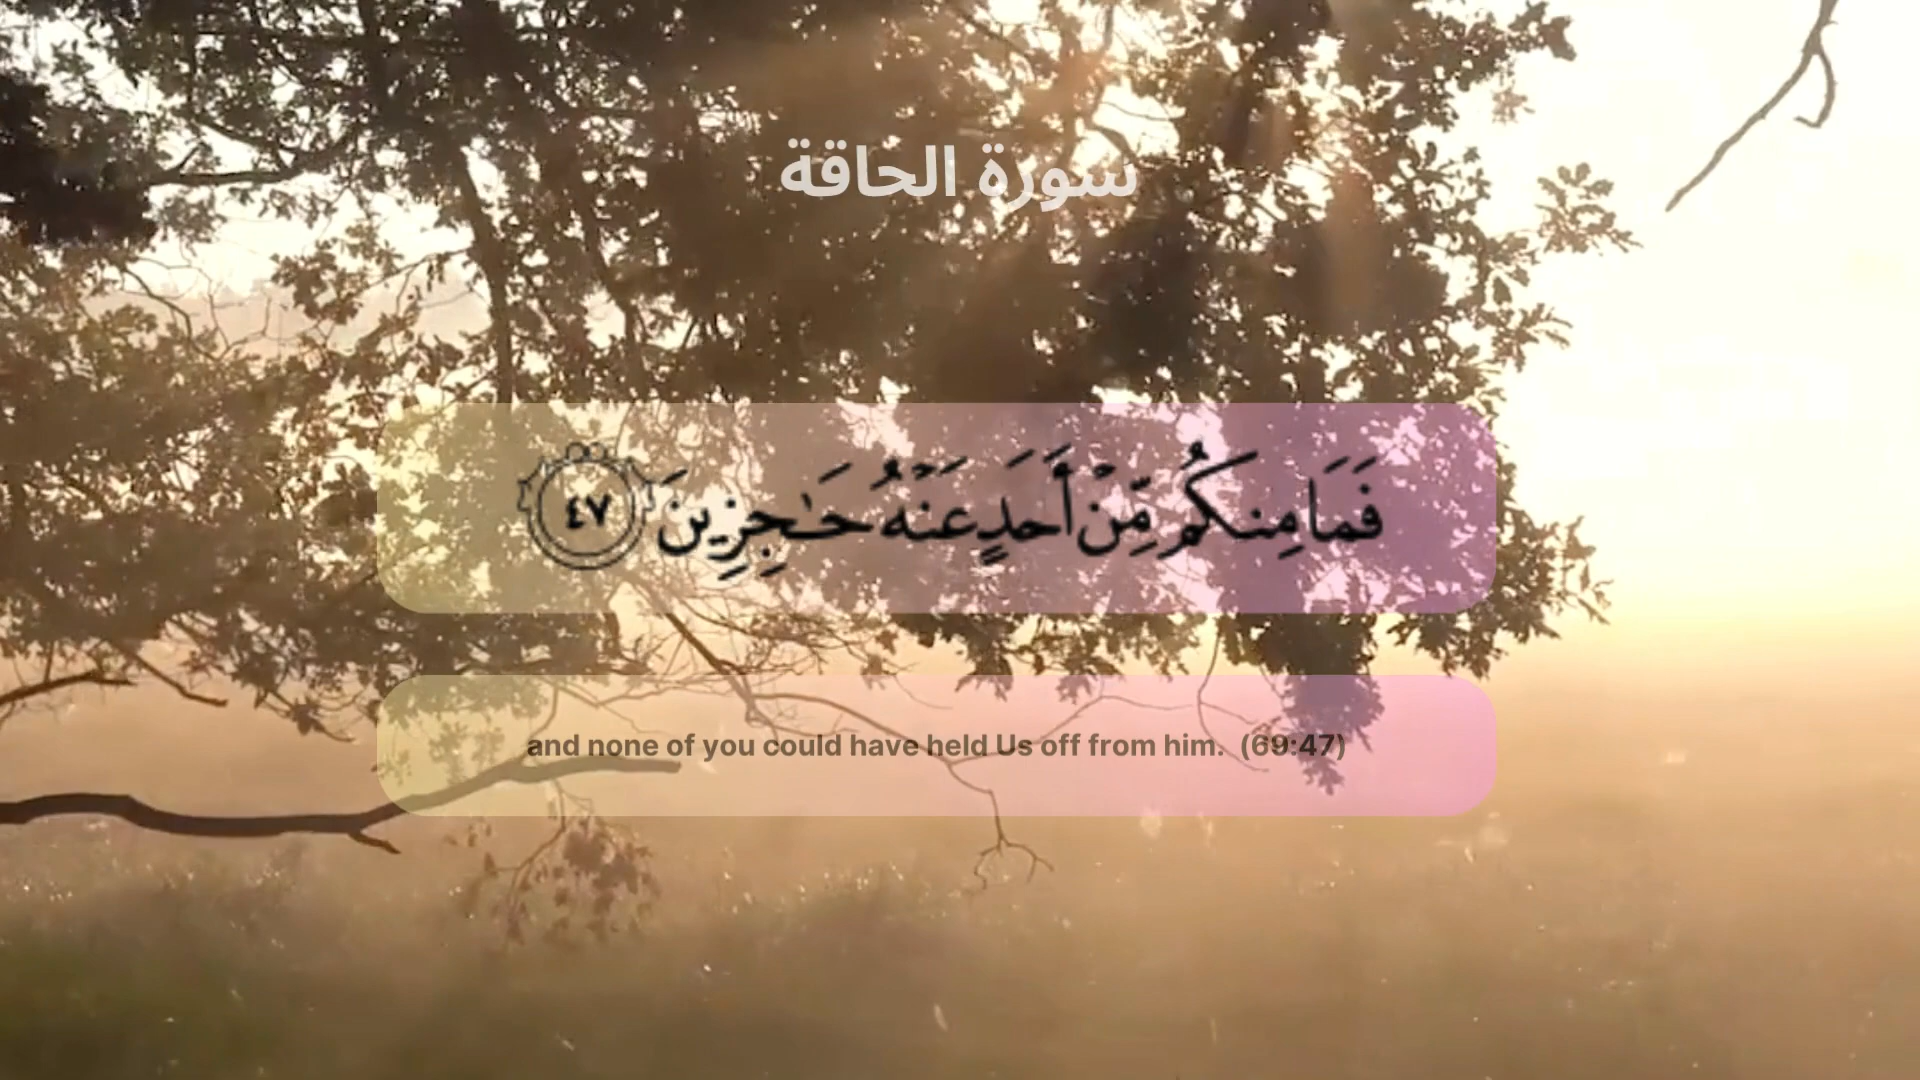 سورة الحاقة
فَمَا مِنكُم مِّنْ أَحَدٍ عَنْهُ حَـٰجِزِينَ ٤٧
and none of you could have held Us off from him. (69:47)